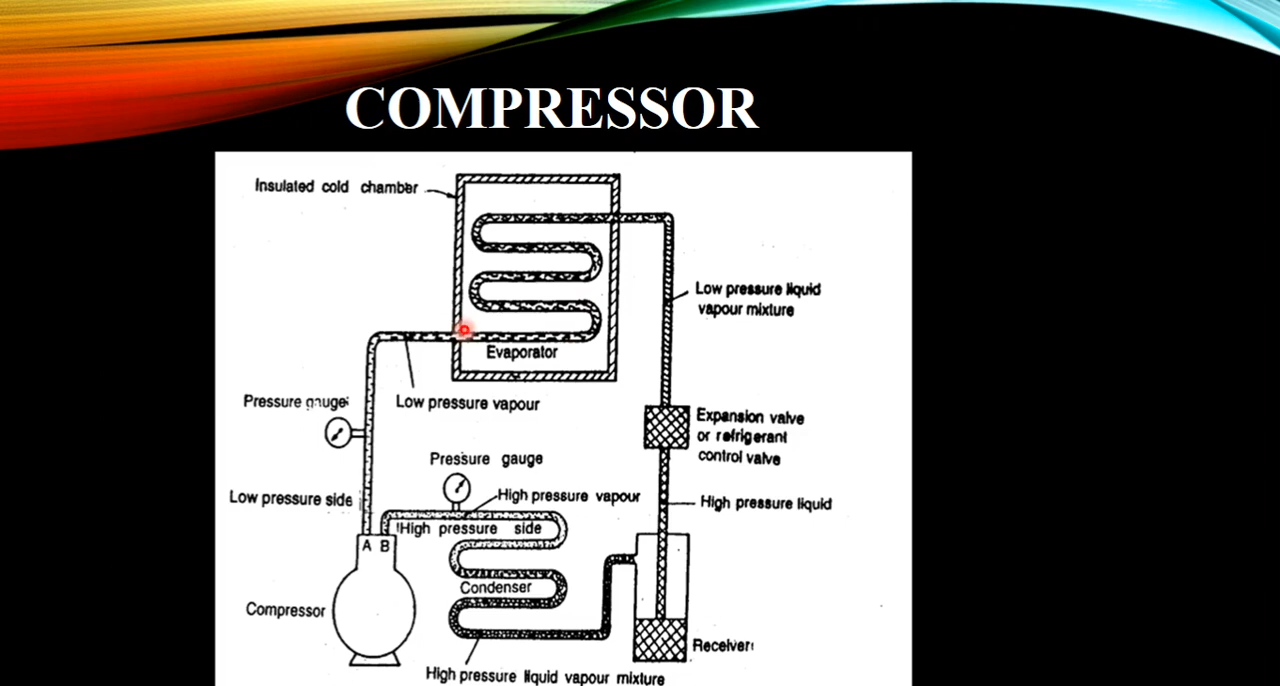 COMPRESSOR
Insulated cold chamber
Low pressure liquid
vapour mixture
Evaporator
Pressure gauge
Low pressure vapour
Expansion valve
or refrigerant
control valve
Pressure gauge
High pressure vapour
Low pressure side
High pressure liquid
High pressure side
A B
Condenser
Compressor
Receiver
High pressure liquid vapour mixture